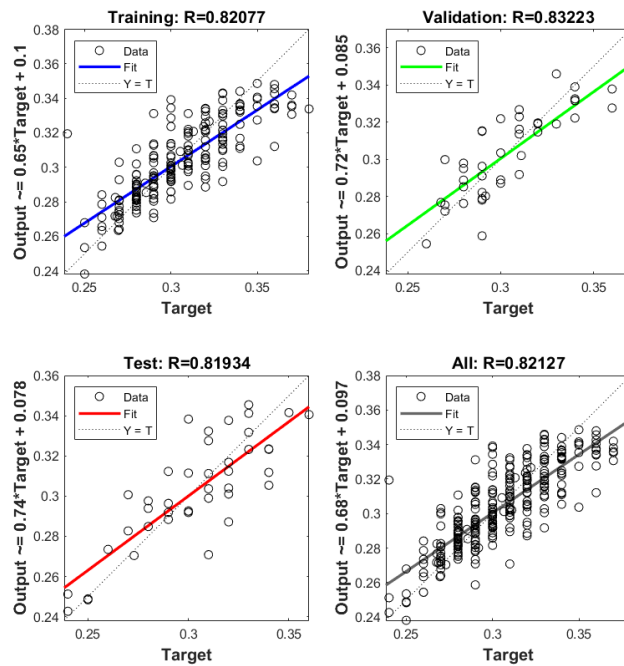 Training: R=0.82077
Output ~= 0.65*Target + 0.1
0.38
0.36
0.34
0.32
0.3
0.28
0.26
0.24
Data
Fit
Y = T
0.25
0.3
0.35
Target
Validation: R=0.83223
Output ~= 0.72*Target + 0.085
0.36
0.34
0.32
0.3
0.28
0.26
0.24
Data
Fit
Y = T
0.25
0.3
0.35
Target
Test: R=0.81934
Output ~= 0.74*Target + 0.078
0.36
0.34
0.32
0.3
0.28
0.26
0.24
Data
Fit
Y = T
0.25
0.3
0.35
Target
All: R=0.82127
Output ~= 0.68*Target + 0.097
0.38
0.36
0.34
0.32
0.3
0.28
0.26
0.24
Data
Fit
Y = T
0.25
0.3
0.35
Target